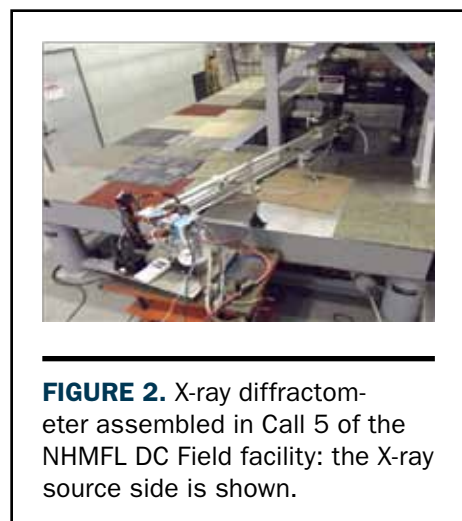 FIGURE 2. X-ray diffractom-
eter assembled in Call 5 of the
NHMFL DC Field facility: the X-ray
source side is shown.